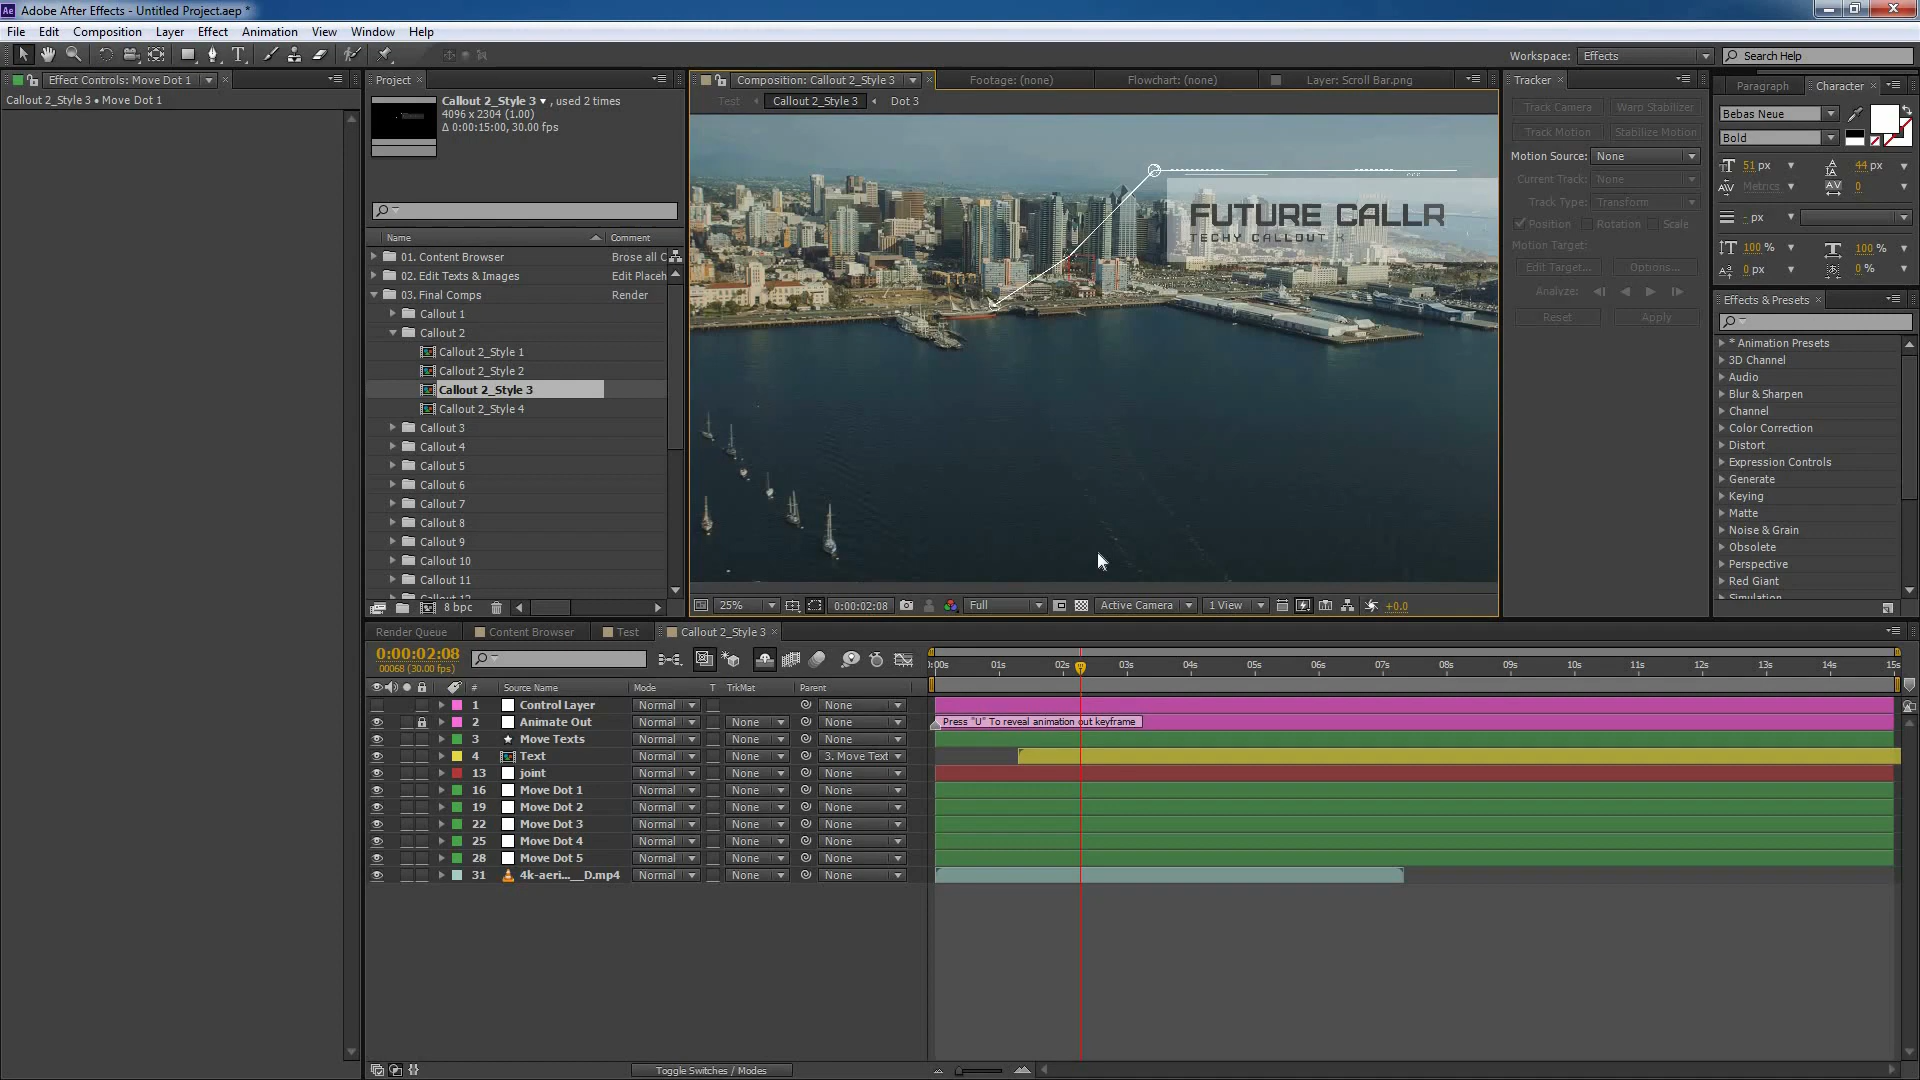 Adobe After Effects - Untitled Project.aep *
File Edit Composition Layer Effect Animation View Window Help
Workspace: Effects
Search Help
Effect Controls: Move Dot 1
Callout 2_Style 3 • Move Dot 1
Project
Callout 2_Style 3 , used 2 times
4096 x 2304 (1.00)
Δ 0:00:15:00, 30.00 fps
Name Comment
01. Content Browser Brose all C
02. Edit Texts & Images Edit Placeh
03. Final Comps Render
Callout 1
Callout 2
Callout 2_Style 1
Callout 2_Style 2
Callout 2_Style 3
Callout 2_Style 4
Callout 3
Callout 4
Callout 5
Callout 6
Callout 7
Callout 8
Callout 9
Callout 10
Callout 11
8 bpc
Composition: Callout 2_Style 3
Footage: (none)
Flowchart: (none)
Layer: Scroll Bar.png
Test Callout 2_Style 3 Dot 3
FUTURE CALLR
TECHY CALLOUT
25% 0:00:02:08 Full Active Camera 1 View +0.0
Tracker
Track Camera Warp Stabilizer
Track Motion Stabilize Motion
Motion Source: None
Current Track: None
Track Type: Transform
Position Rotation Scale
Motion Target:
Edit Target... Options...
Analyze:
Reset Apply
Paragraph Character
Bebas Neue
Bold
51 px 44 px
Metrics 0
- px
100 % 100 %
0 px 0 %
Effects & Presets
* Animation Presets
3D Channel
Audio
Blur & Sharpen
Channel
Color Correction
Distort
Expression Controls
Generate
Keying
Matte
Noise & Grain
Obsolete
Perspective
Red Giant
Simulation
Render Queue Content Browser Test Callout 2_Style 3
0:00:02:08
00068 (30.00 fps)
:00s 01s 02s 03s 04s 05s 06s 07s 08s 09s 10s 11s 12s 13s 14s 15s
# Source Name Mode T TrkMat Parent
1 Control Layer Normal None
2 Animate Out Normal None None
Press "U" To reveal animation out keyframe
3 Move Texts Normal None None
4 Text Normal None 3. Move Text
13 joint Normal None None
16 Move Dot 1 Normal None None
19 Move Dot 2 Normal None None
22 Move Dot 3 Normal None None
25 Move Dot 4 Normal None None
28 Move Dot 5 Normal None None
31 4k-aeri...__D.mp4 Normal None None
Toggle Switches / Modes